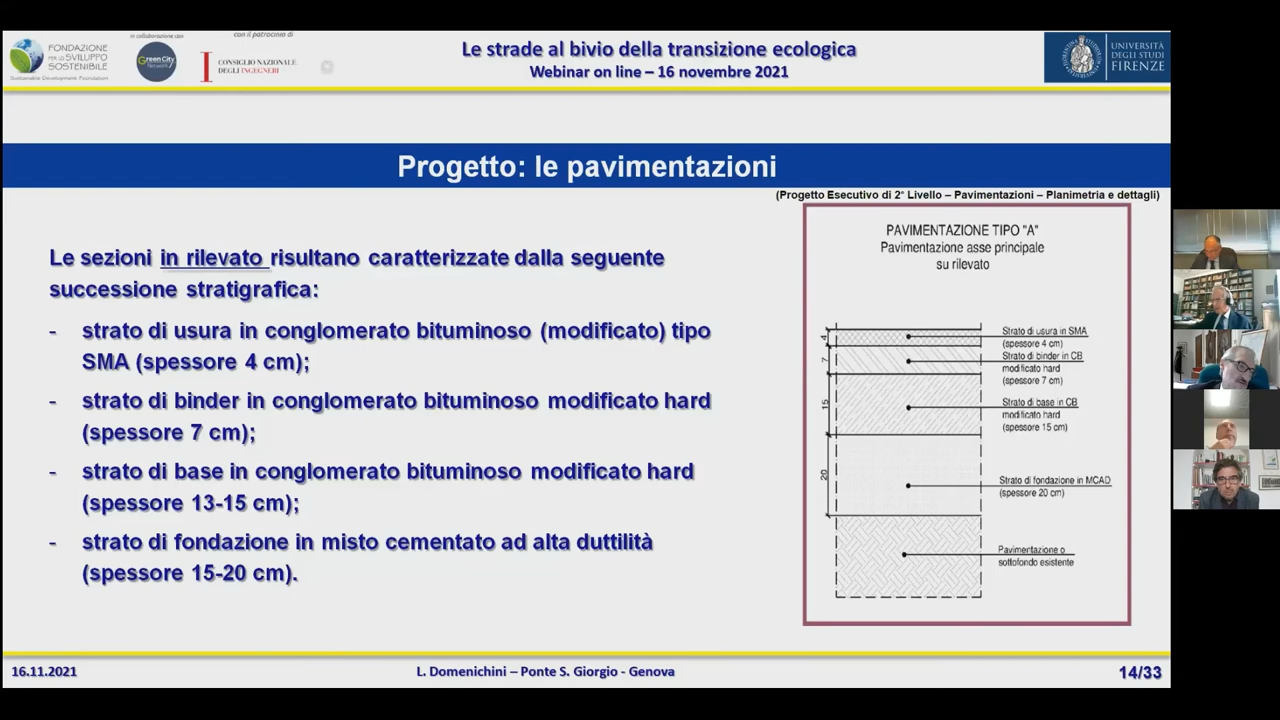 FONDAZIONE
PER LO SVILUPPO
SOSTENIBILE
Sustainable Development Foundation
in collaborazione con
GreenCity
Network
con il patrocinio di
CONSIGLIO NAZIONALE
DEGLI INGEGNERI
Le strade al bivio della transizione ecologica
Webinar on line – 16 novembre 2021
UNIVERSITÀ
DEGLI STUDI
FIRENZE
Progetto: le pavimentazioni
(Progetto Esecutivo di 2° Livello – Pavimentazioni – Planimetria e dettagli)
Le sezioni in rilevato risultano caratterizzate dalla seguente
successione stratigrafica:
- strato di usura in conglomerato bituminoso (modificato) tipo
SMA (spessore 4 cm);
- strato di binder in conglomerato bituminoso modificato hard
(spessore 7 cm);
- strato di base in conglomerato bituminoso modificato hard
(spessore 13-15 cm);
- strato di fondazione in misto cementato ad alta duttilità
(spessore 15-20 cm).
PAVIMENTAZIONE TIPO "A"
Pavimentazione asse principale
su rilevato
4
7
15
20
Strato di usura in SMA
(spessore 4 cm)
Strato di binder in CB
modificato hard
(spessore 7 cm)
Strato di base in CB
modificato hard
(spessore 15 cm)
Strato di fondazione in MCAD
(spessore 20 cm)
Pavimentazione o
sottofondo esistente
16.11.2021
L. Domenichini – Ponte S. Giorgio - Genova
14/33